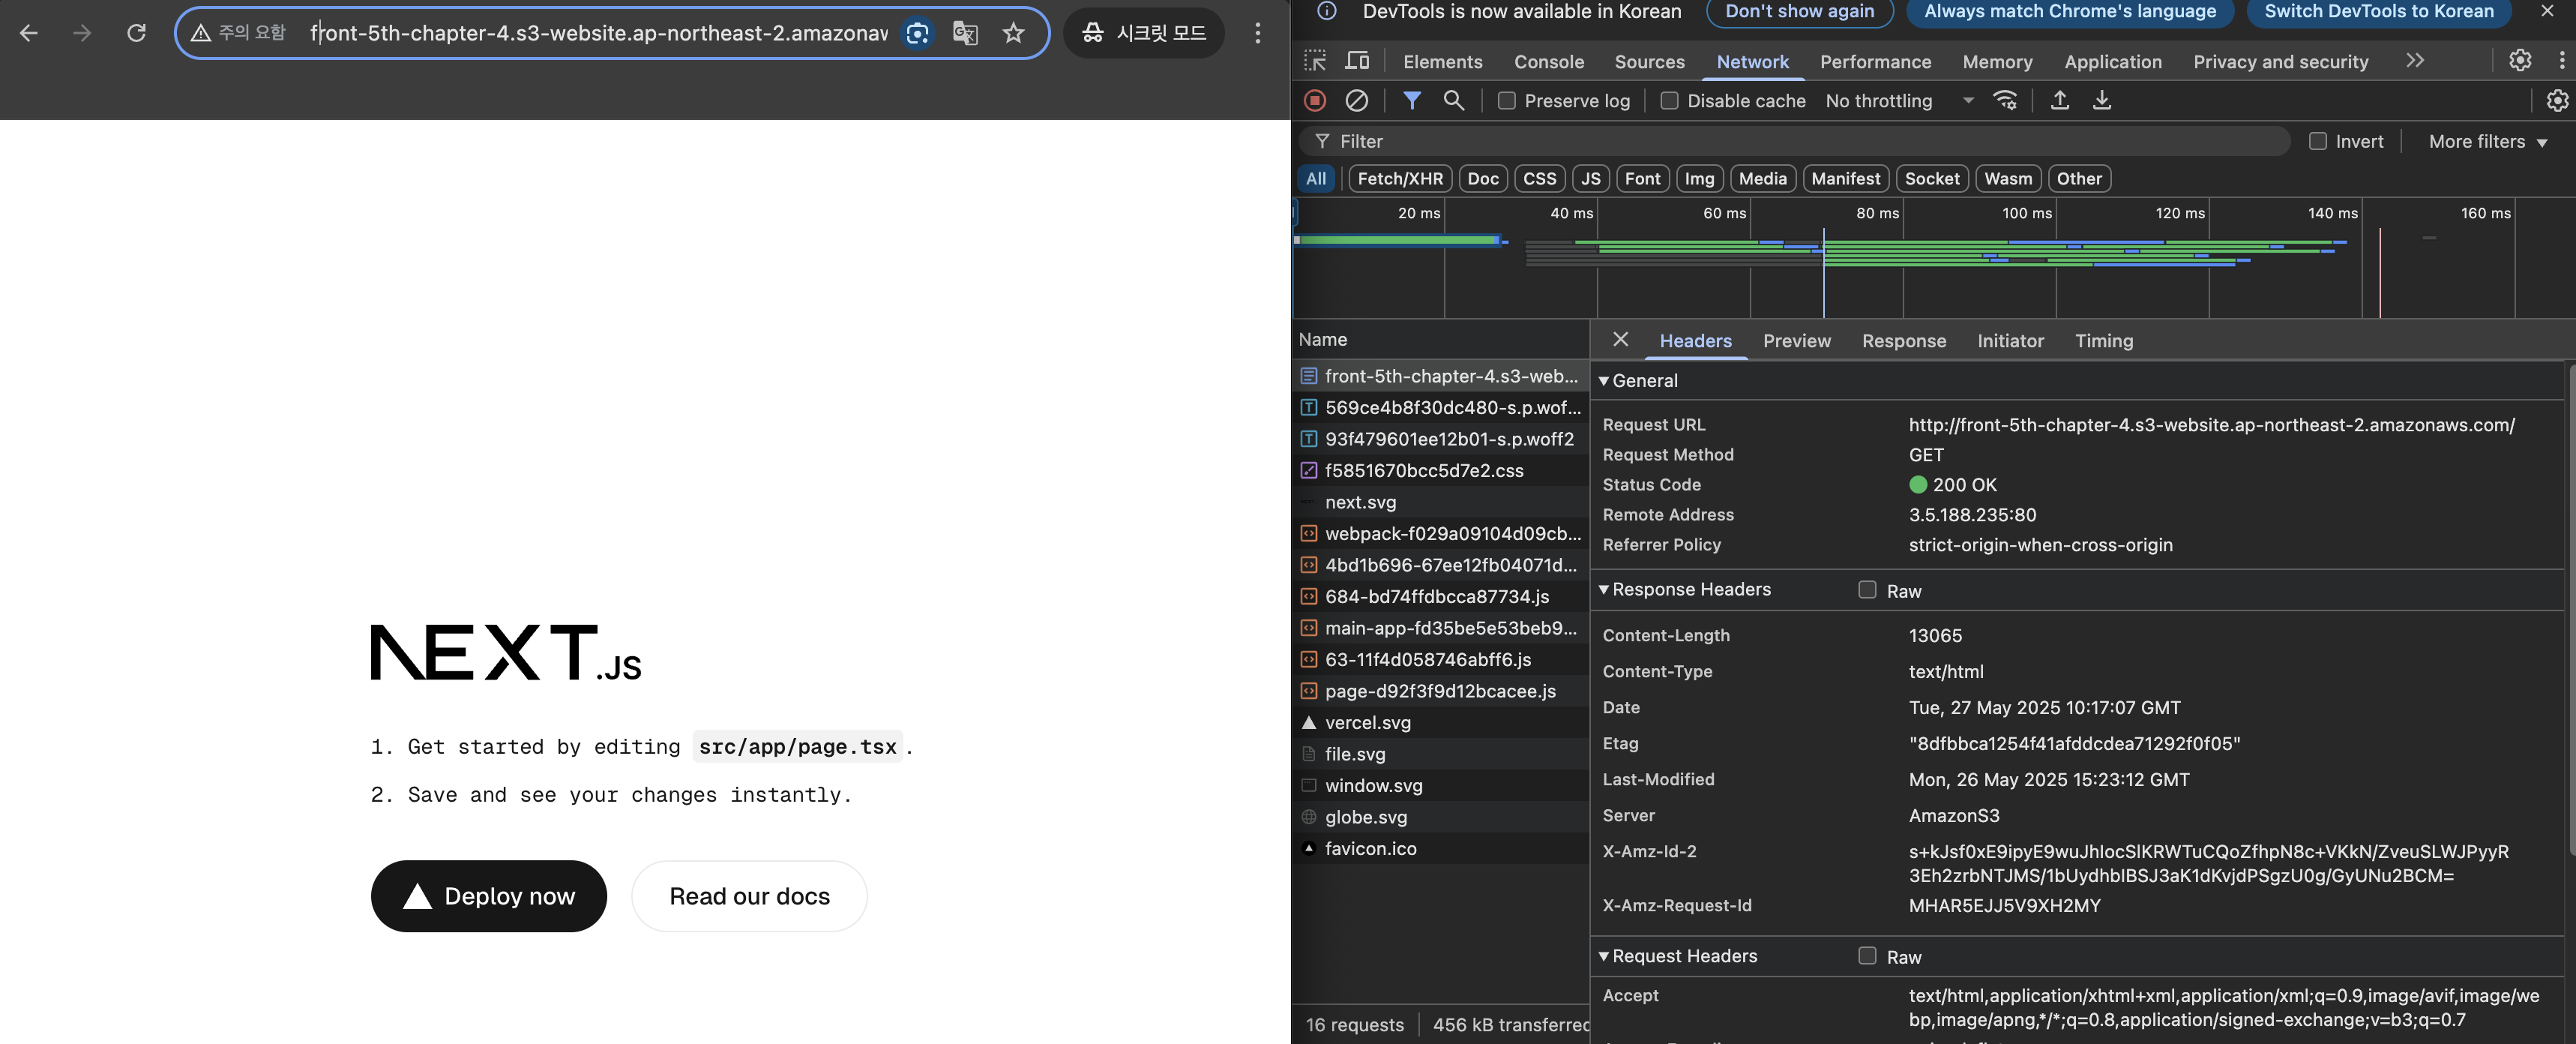 주의 요함
front-5th-chapter-4.s3-website.ap-northeast-2.amazonaw
시크릿 모드
NEXT.JS
1. Get started by editing src/app/page.tsx.
2. Save and see your changes instantly.
Deploy now
Read our docs
DevTools is now available in Korean
Don't show again
Always match Chrome's language
Switch DevTools to Korean
Elements
Console
Sources
Network
Performance
Memory
Application
Privacy and security
Preserve log
Disable cache
No throttling
Filter
Invert
More filters
All
Fetch/XHR
Doc
CSS
JS
Font
Img
Media
Manifest
Socket
Wasm
Other
20 ms
40 ms
60 ms
80 ms
100 ms
120 ms
140 ms
160 ms
Name
front-5th-chapter-4.s3-web...
569ce4b8f30dc480-s.p.wof...
93f479601ee12b01-s.p.woff2
f5851670bcc5d7e2.css
next.svg
webpack-f029a09104d09cb...
4bd1b696-67ee12fb04071d...
684-bd74ffdbcca87734.js
main-app-fd35be5e53beb9...
63-11f4d058746abff6.js
page-d92f3f9d12bcacee.js
vercel.svg
file.svg
window.svg
globe.svg
favicon.ico
16 requests
456 kB transferred
Headers
Preview
Response
Initiator
Timing
General
Request URL
http://front-5th-chapter-4.s3-website.ap-northeast-2.amazonaws.com/
Request Method
GET
Status Code
200 OK
Remote Address
3.5.188.235:80
Referrer Policy
strict-origin-when-cross-origin
Response Headers
Raw
Content-Length
13065
Content-Type
text/html
Date
Tue, 27 May 2025 10:17:07 GMT
Etag
"8dfbbca1254f41afddcdea71292f0f05"
Last-Modified
Mon, 26 May 2025 15:23:12 GMT
Server
AmazonS3
X-Amz-Id-2
s+kJsf0xE9ipyE9wuJhlocSIKRWTuCQoZfhpN8c+VKkN/ZveuSLWJPyyR
3Eh2zrbNTJMS/1bUydhbIBSJ3aK1dKvjdPSgzU0g/GyUNu2BCM=
X-Amz-Request-Id
MHAR5EJJ5V9XH2MY
Request Headers
Raw
Accept
text/html,application/xhtml+xml,application/xml;q=0.9,image/avif,image/we
bp,image/apng,*/*;q=0.8,application/signed-exchange;v=b3;q=0.7